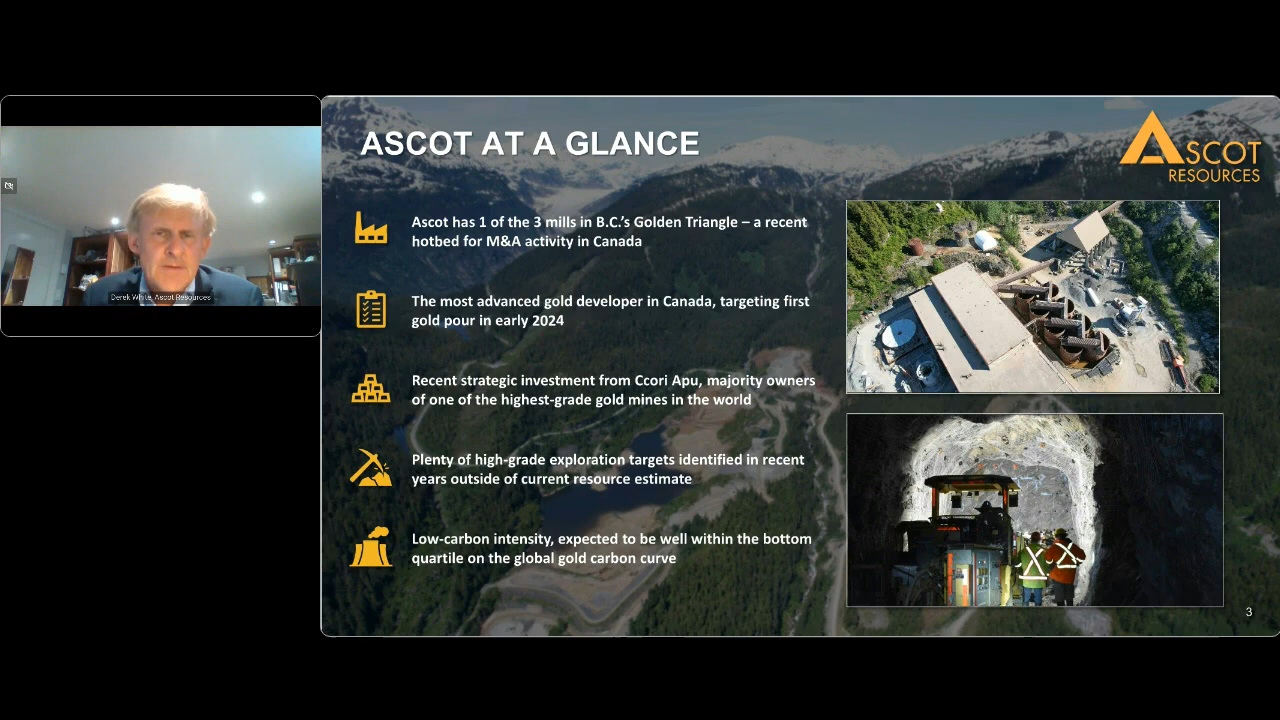 ASCOT AT A GLANCE
ASCOT
RESOURCES
Ascot has 1 of the 3 mills in B.C.’s Golden Triangle – a recent
hotbed for M&A activity in Canada
The most advanced gold developer in Canada, targeting first
gold pour in early 2024
Recent strategic investment from Ccori Apu, majority owners
of one of the highest-grade gold mines in the world
Plenty of high-grade exploration targets identified in recent
years outside of current resource estimate
Low-carbon intensity, expected to be well within the bottom
quartile on the global gold carbon curve
Derek White, Ascot Resources
3